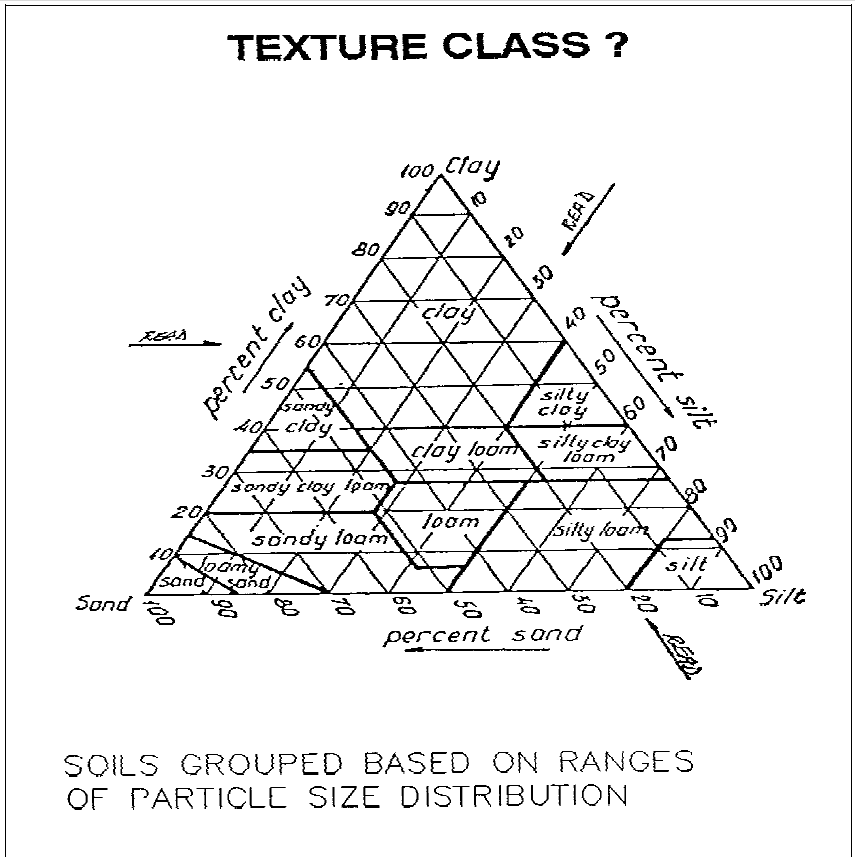 TEXTURE CLASS ?
100 Clay
90 10
80 20
70 30
60 40
50 50
40 60
30 70
20 80
10 90
100
READ
READ
READ
percent clay
percent silt
clay
sandy
clay
silty
clay
clay loam
silty clay
loam
sandy clay loam
sandy loam
loam
silty loam
loamy
sand
sand
silt
Sand
Silt
100 90 80 70 60 50 40 30 20 10
percent sand
SOILS GROUPED BASED ON RANGES
OF PARTICLE SIZE DISTRIBUTION